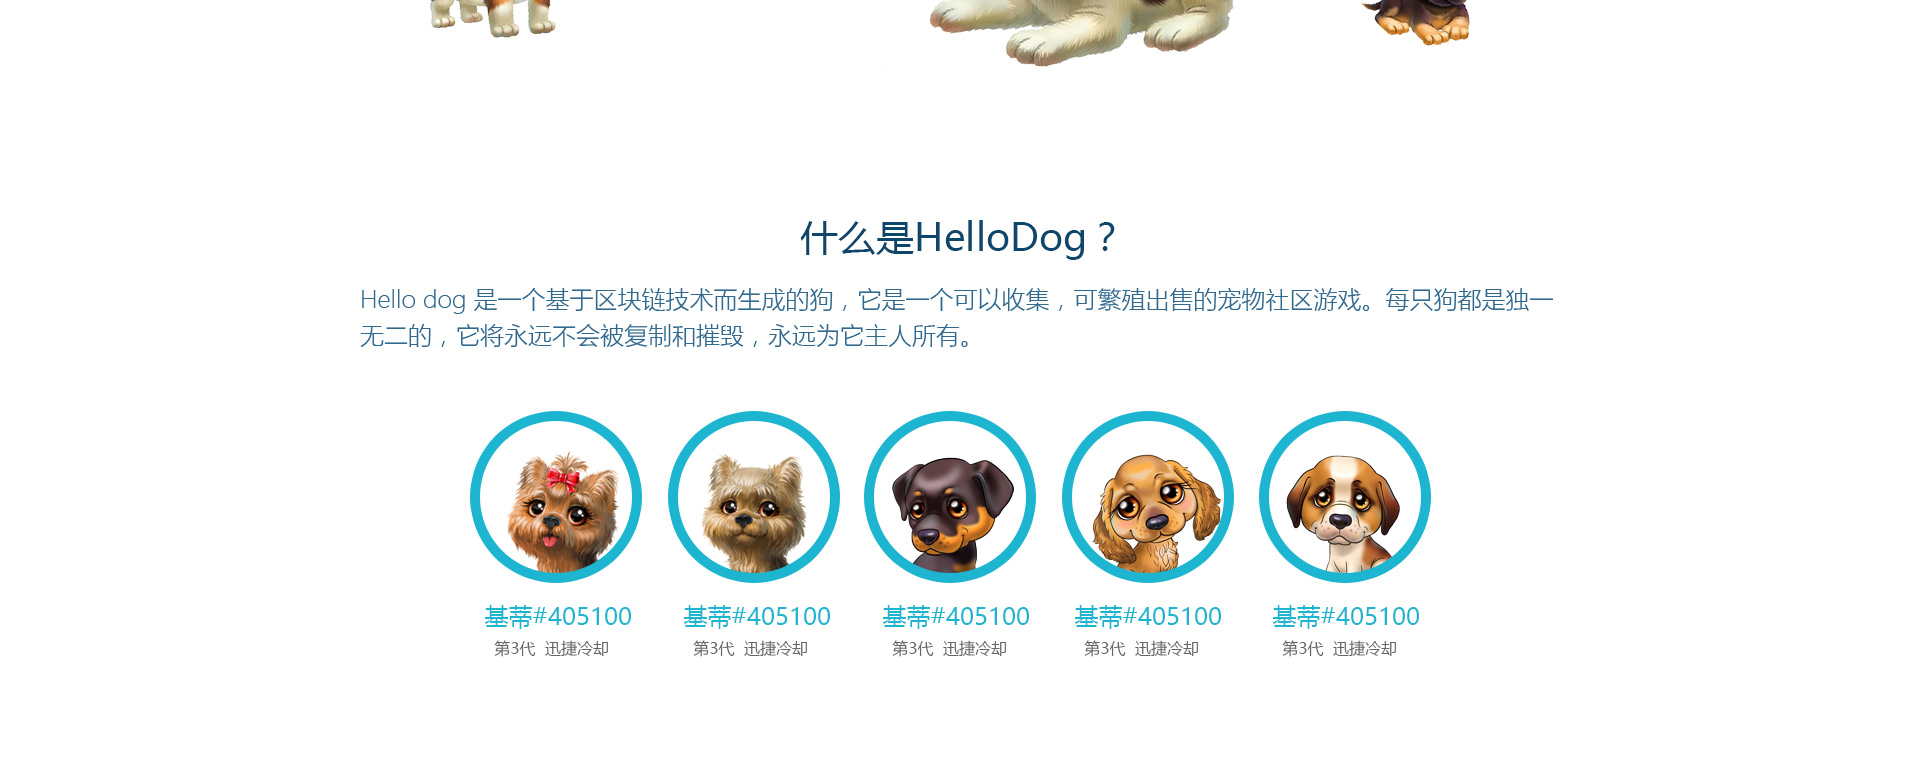 什么是HelloDog？
Hello dog 是一个基于区块链技术而生成的狗，它是一个可以收集，可繁殖出售的宠物社区游戏。每只狗都是独一
无二的，它将永远不会被复制和摧毁，永远为它主人所有。
基蒂#405100 基蒂#405100 基蒂#405100 基蒂#405100 基蒂#405100
第3代 迅捷冷却 第3代 迅捷冷却 第3代 迅捷冷却 第3代 迅捷冷却 第3代 迅捷冷却